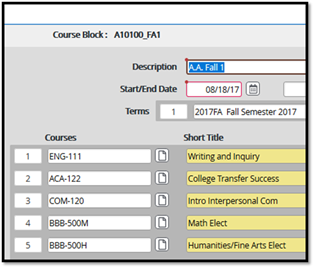 Course Block : A10100_FA1
Description A.A. Fall 1
Start/End Date 08/18/17
Terms 1 2017FA Fall Semester 2017
Courses Short Title
1 ENG-111 Writing and Inquiry
2 ACA-122 College Transfer Success
3 COM-120 Intro Interpersonal Com
4 BBB-500M Math Elect
5 BBB-500H Humanities/Fine Arts Elect